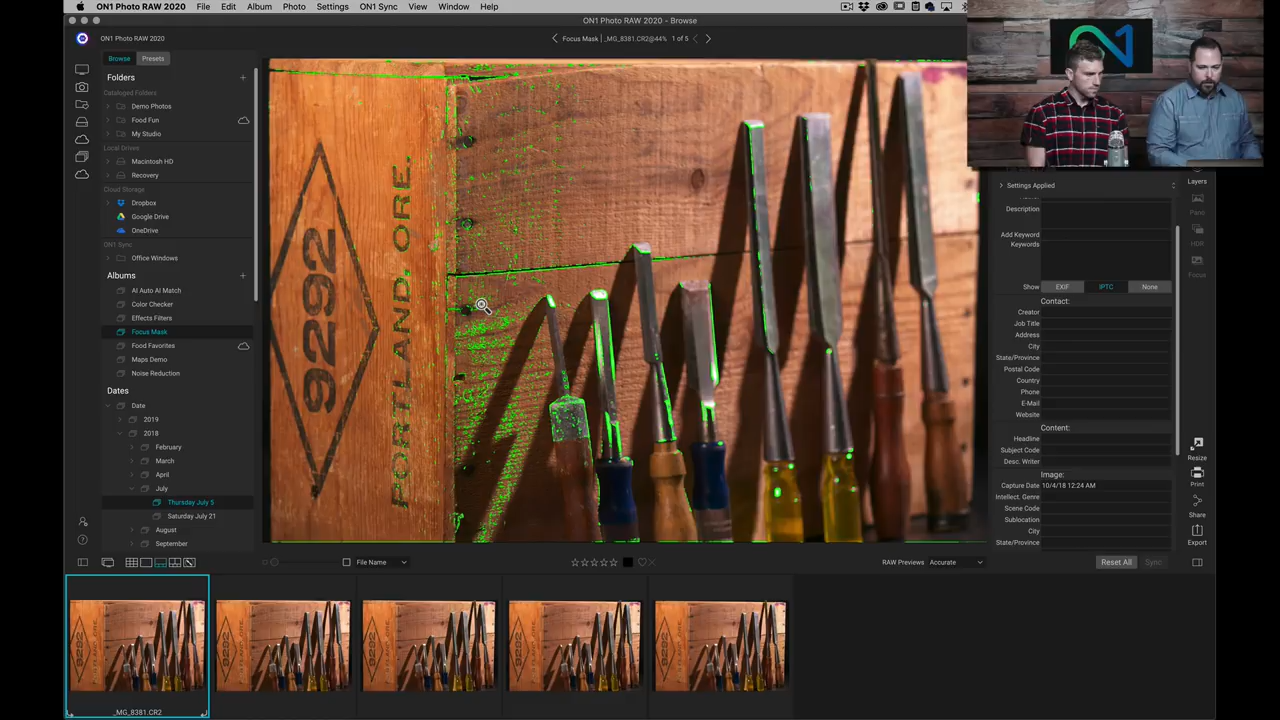 ON1 Photo RAW 2020 File Edit Album Photo Settings ON1 Sync View Window Help
ON1 Photo RAW 2020 - Browse
ON1 Photo RAW 2020
Focus Mask | _MG_8381.CR2@44% 1 of 5
Browse Presets
Folders
Cataloged Folders
Demo Photos
Food Fun
My Studio
Local Drives
Macintosh HD
Recovery
Cloud Storage
Dropbox
Google Drive
OneDrive
ON1 Sync
Office Windows
Albums
AI Auto AI Match
Color Checker
Effects Filters
Focus Mask
Food Favorites
Maps Demo
Noise Reduction
Dates
Date
2019
2018
February
March
April
July
Thursday July 5
Saturday July 21
August
September
9282
PORTLAND, ORE.
Settings Applied
Description
Add Keyword
Keywords
Show EXIF IPTC None
Contact:
Creator
Job Title
Address
City
State/Province
Postal Code
Country
Phone
E-Mail
Website
Content:
Headline
Subject Code
Desc. Writer
Image:
Capture Date 10/4/18 12:24 AM
Intellect. Genre
Scene Code
Sublocation
City
State/Province
Layers
Pano
HDR
Focus
Resize
Print
Share
Export
File Name
RAW Previews Accurate
Reset All Sync
_MG_8381.CR2